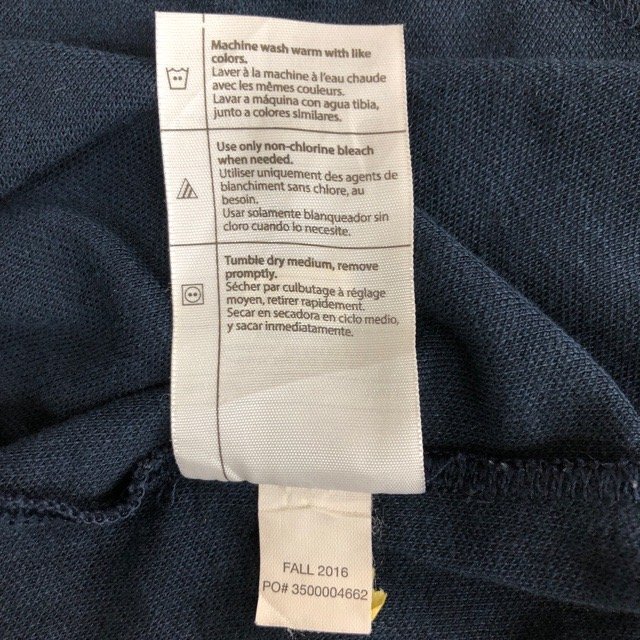 Machine wash warm with like
colors.
Laver à la machine à l'eau chaude
avec les mêmes couleurs.
Lavar a máquina con agua tibia,
junto a colores similares.
Use only non-chlorine bleach
when needed.
Utiliser uniquement des agents de
blanchiment sans chlore, au
besoin.
Usar solamente blanqueador sin
cloro cuando lo necesite.
Tumble dry medium, remove
promptly.
Sécher par culbutage à réglage
moyen, retirer rapidement.
Secar en secadora en ciclo medio,
y sacar inmediatamente.
FALL 2016
PO# 3500004662